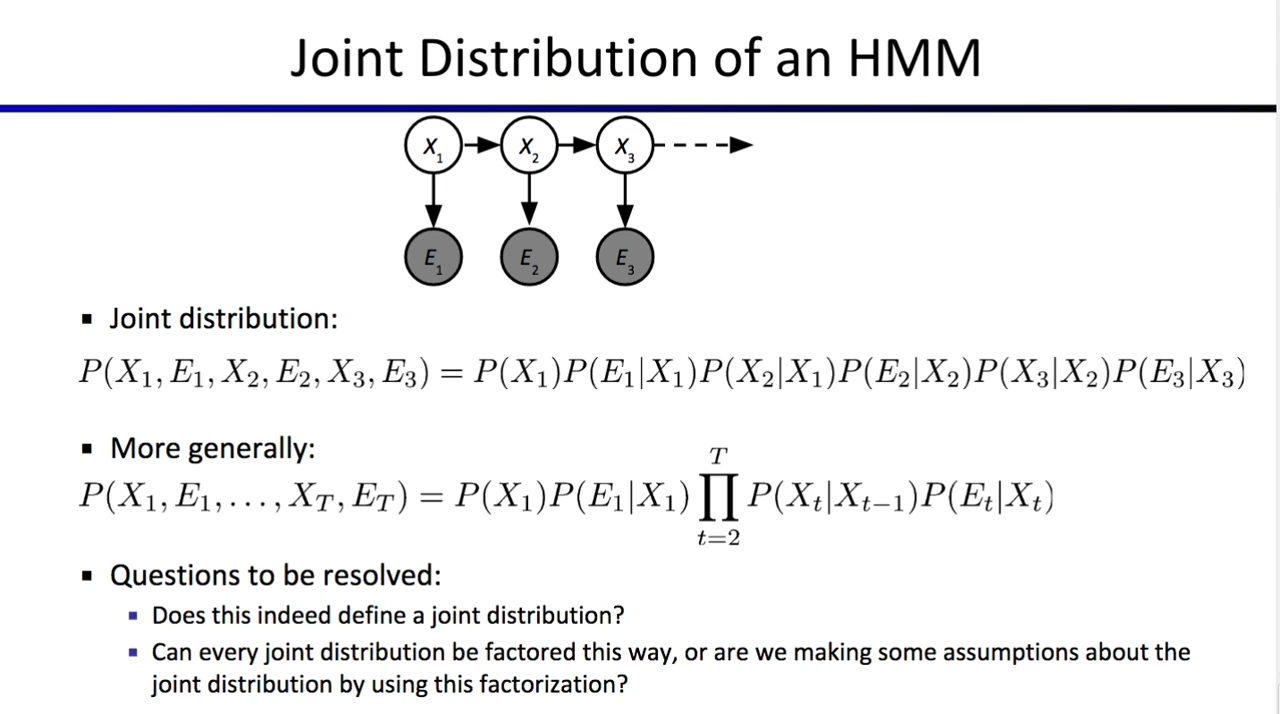 Joint Distribution of an HMM
X₁ X₂ X₃
E₁ E₂ E₃
▪ Joint distribution:
P(X₁, E₁, X₂, E₂, X₃, E₃) = P(X₁)P(E₁|X₁)P(X₂|X₁)P(E₂|X₂)P(X₃|X₂)P(E₃|X₃)
▪ More generally:
P(X₁, E₁, . . . , X_T, E_T) = P(X₁)P(E₁|X₁) ∏_{t=2}^{T} P(X_t|X_{t−1})P(E_t|X_t)
▪ Questions to be resolved:
▪ Does this indeed define a joint distribution?
▪ Can every joint distribution be factored this way, or are we making some assumptions about the
joint distribution by using this factorization?